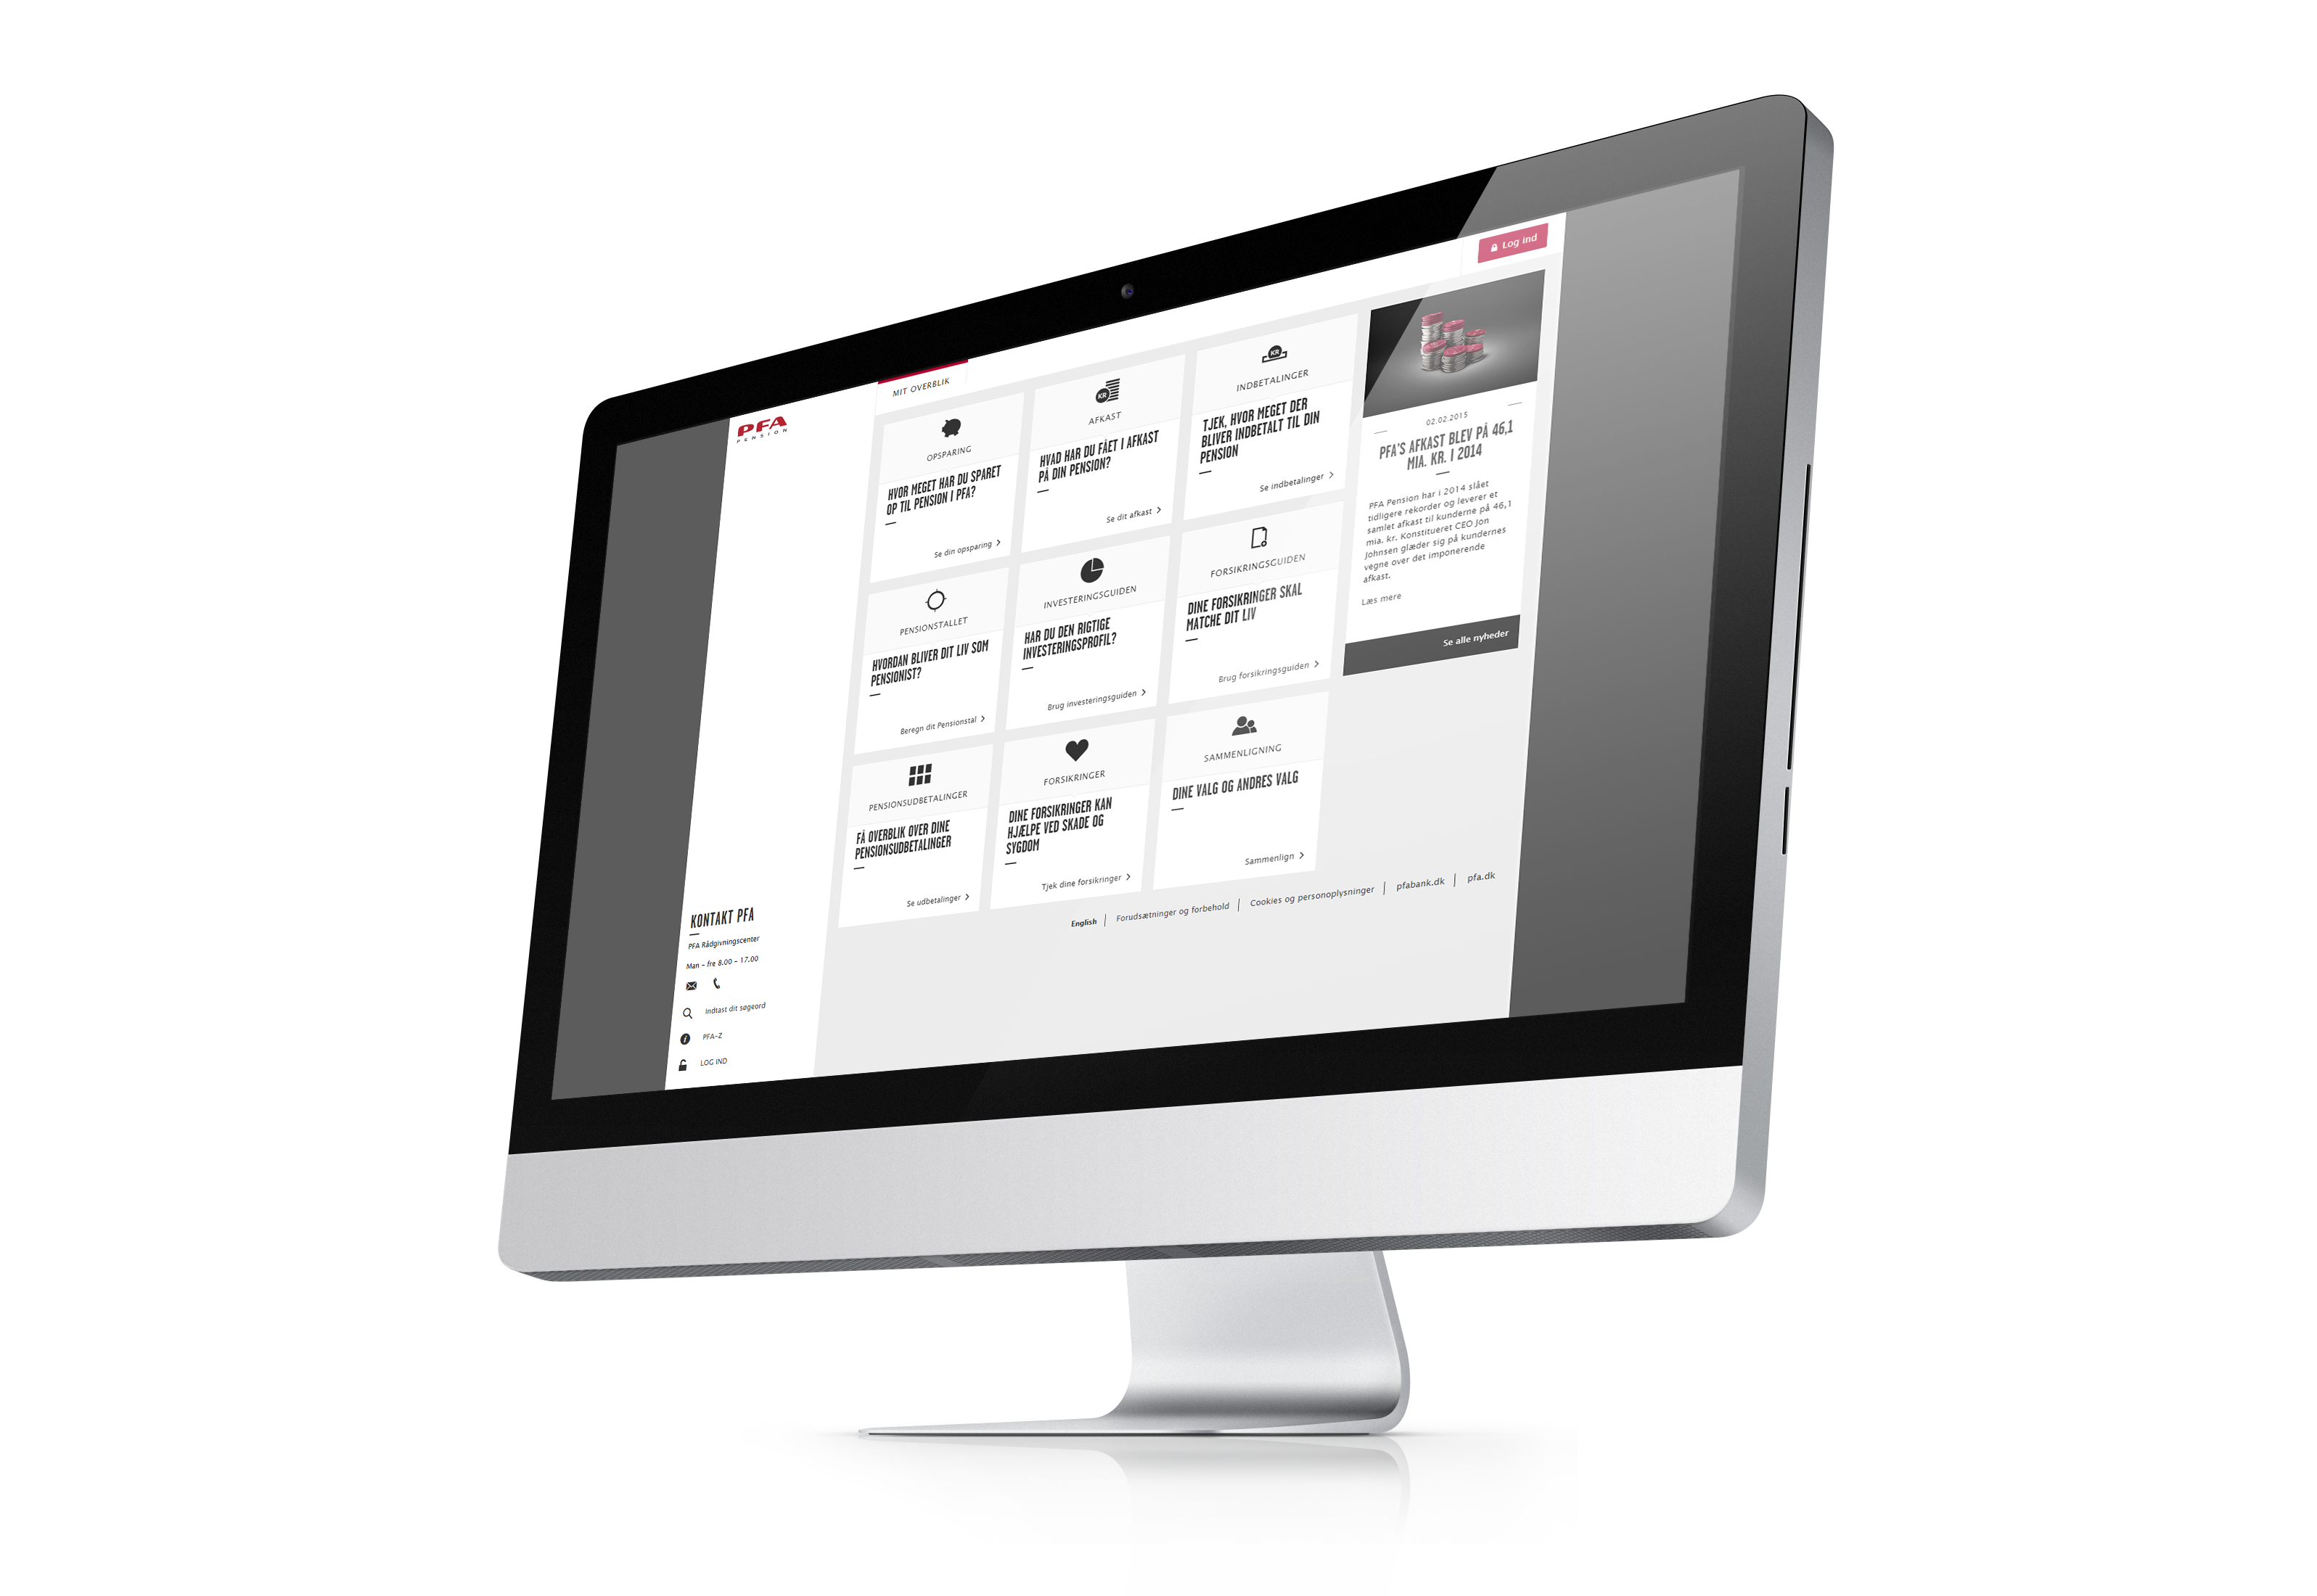 PFA
PENSION
MIT OVERBLIK
Log ind
OPSPARING
HVOR MEGET HAR DU SPARET
OP TIL PENSION I PFA?
Se din opsparing
KR
AFKAST
HVAD HAR DU FÅET I AFKAST
PÅ DIN PENSION?
Se dit afkast
KR
INDBETALINGER
TJEK, HVOR MEGET DER
BLIVER INDBETALT TIL DIN
PENSION
Se indbetalinger
PENSIONSTALLET
HVORDAN BLIVER DIT LIV SOM
PENSIONIST?
Beregn dit Pensionstal
INVESTERINGSGUIDEN
HAR DU DEN RIGTIGE
INVESTERINGSPROFIL?
Brug investeringsguiden
FORSIKRINGSGUIDEN
DINE FORSIKRINGER SKAL
MATCHE DIT LIV
Brug forsikringsguiden
PENSIONSUDBETALINGER
FÅ OVERBLIK OVER DINE
PENSIONSUDBETALINGER
Se udbetalinger
FORSIKRINGER
DINE FORSIKRINGER KAN
HJÆLPE VED SKADE OG
SYGDOM
Tjek dine forsikringer
SAMMENLIGNING
DINE VALG OG ANDRES VALG
Sammenlign
02.02.2015
PFA'S AFKAST BLEV PÅ 46,1
MIA. KR. I 2014
PFA Pension har i 2014 slået
tidligere rekorder og leverer et
samlet afkast til kunderne på 46,1
mia. kr. Konstitueret CEO Jon
Johnsen glæder sig på kundernes
vegne over det imponerende
afkast.
Læs mere
Se alle nyheder
KONTAKT PFA
PFA Rådgivningscenter
Man - fre 8.00 - 17.00
Indtast dit søgeord
PFA-Z
LOG IND
English | Forudsætninger og forbehold | Cookies og personoplysninger | pfabank.dk | pfa.dk